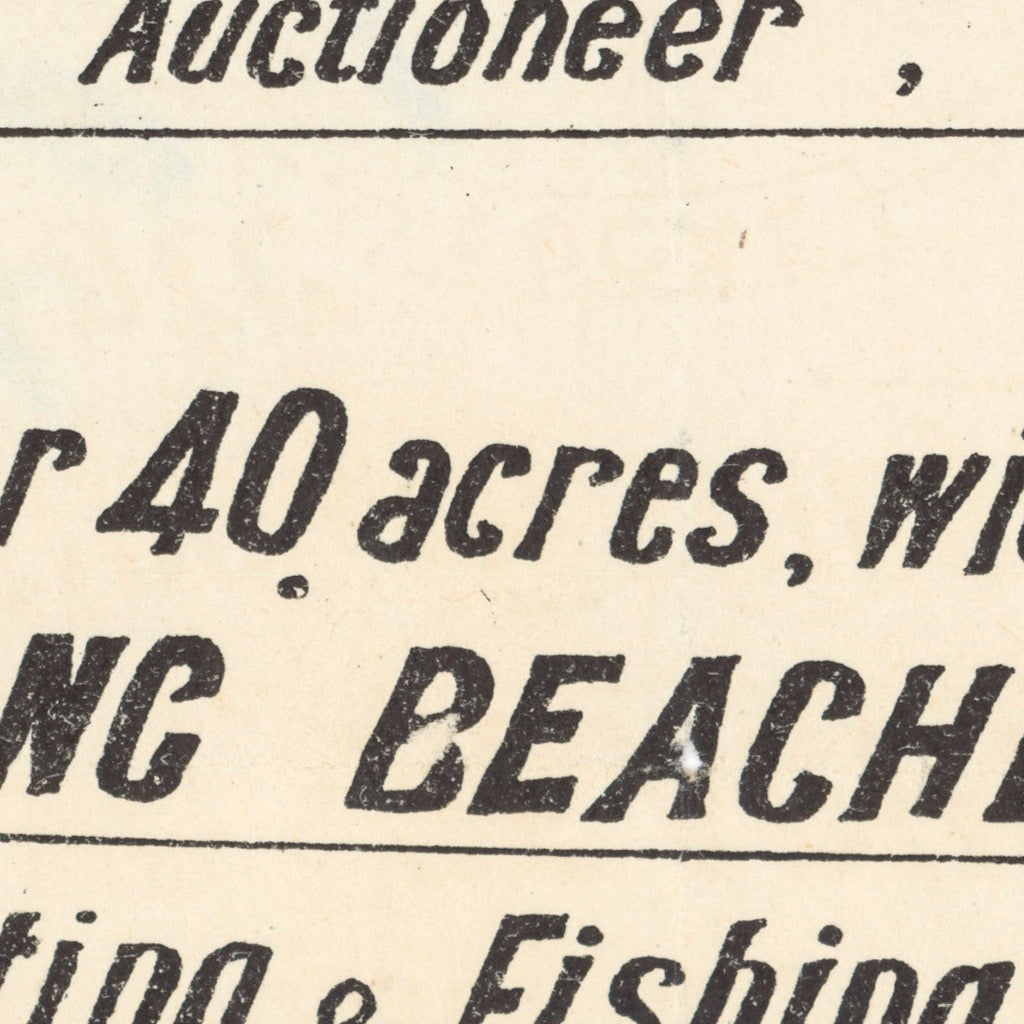 Auctioneer ,
r 40 acres, wi
NG BEACH
ting & Fishing